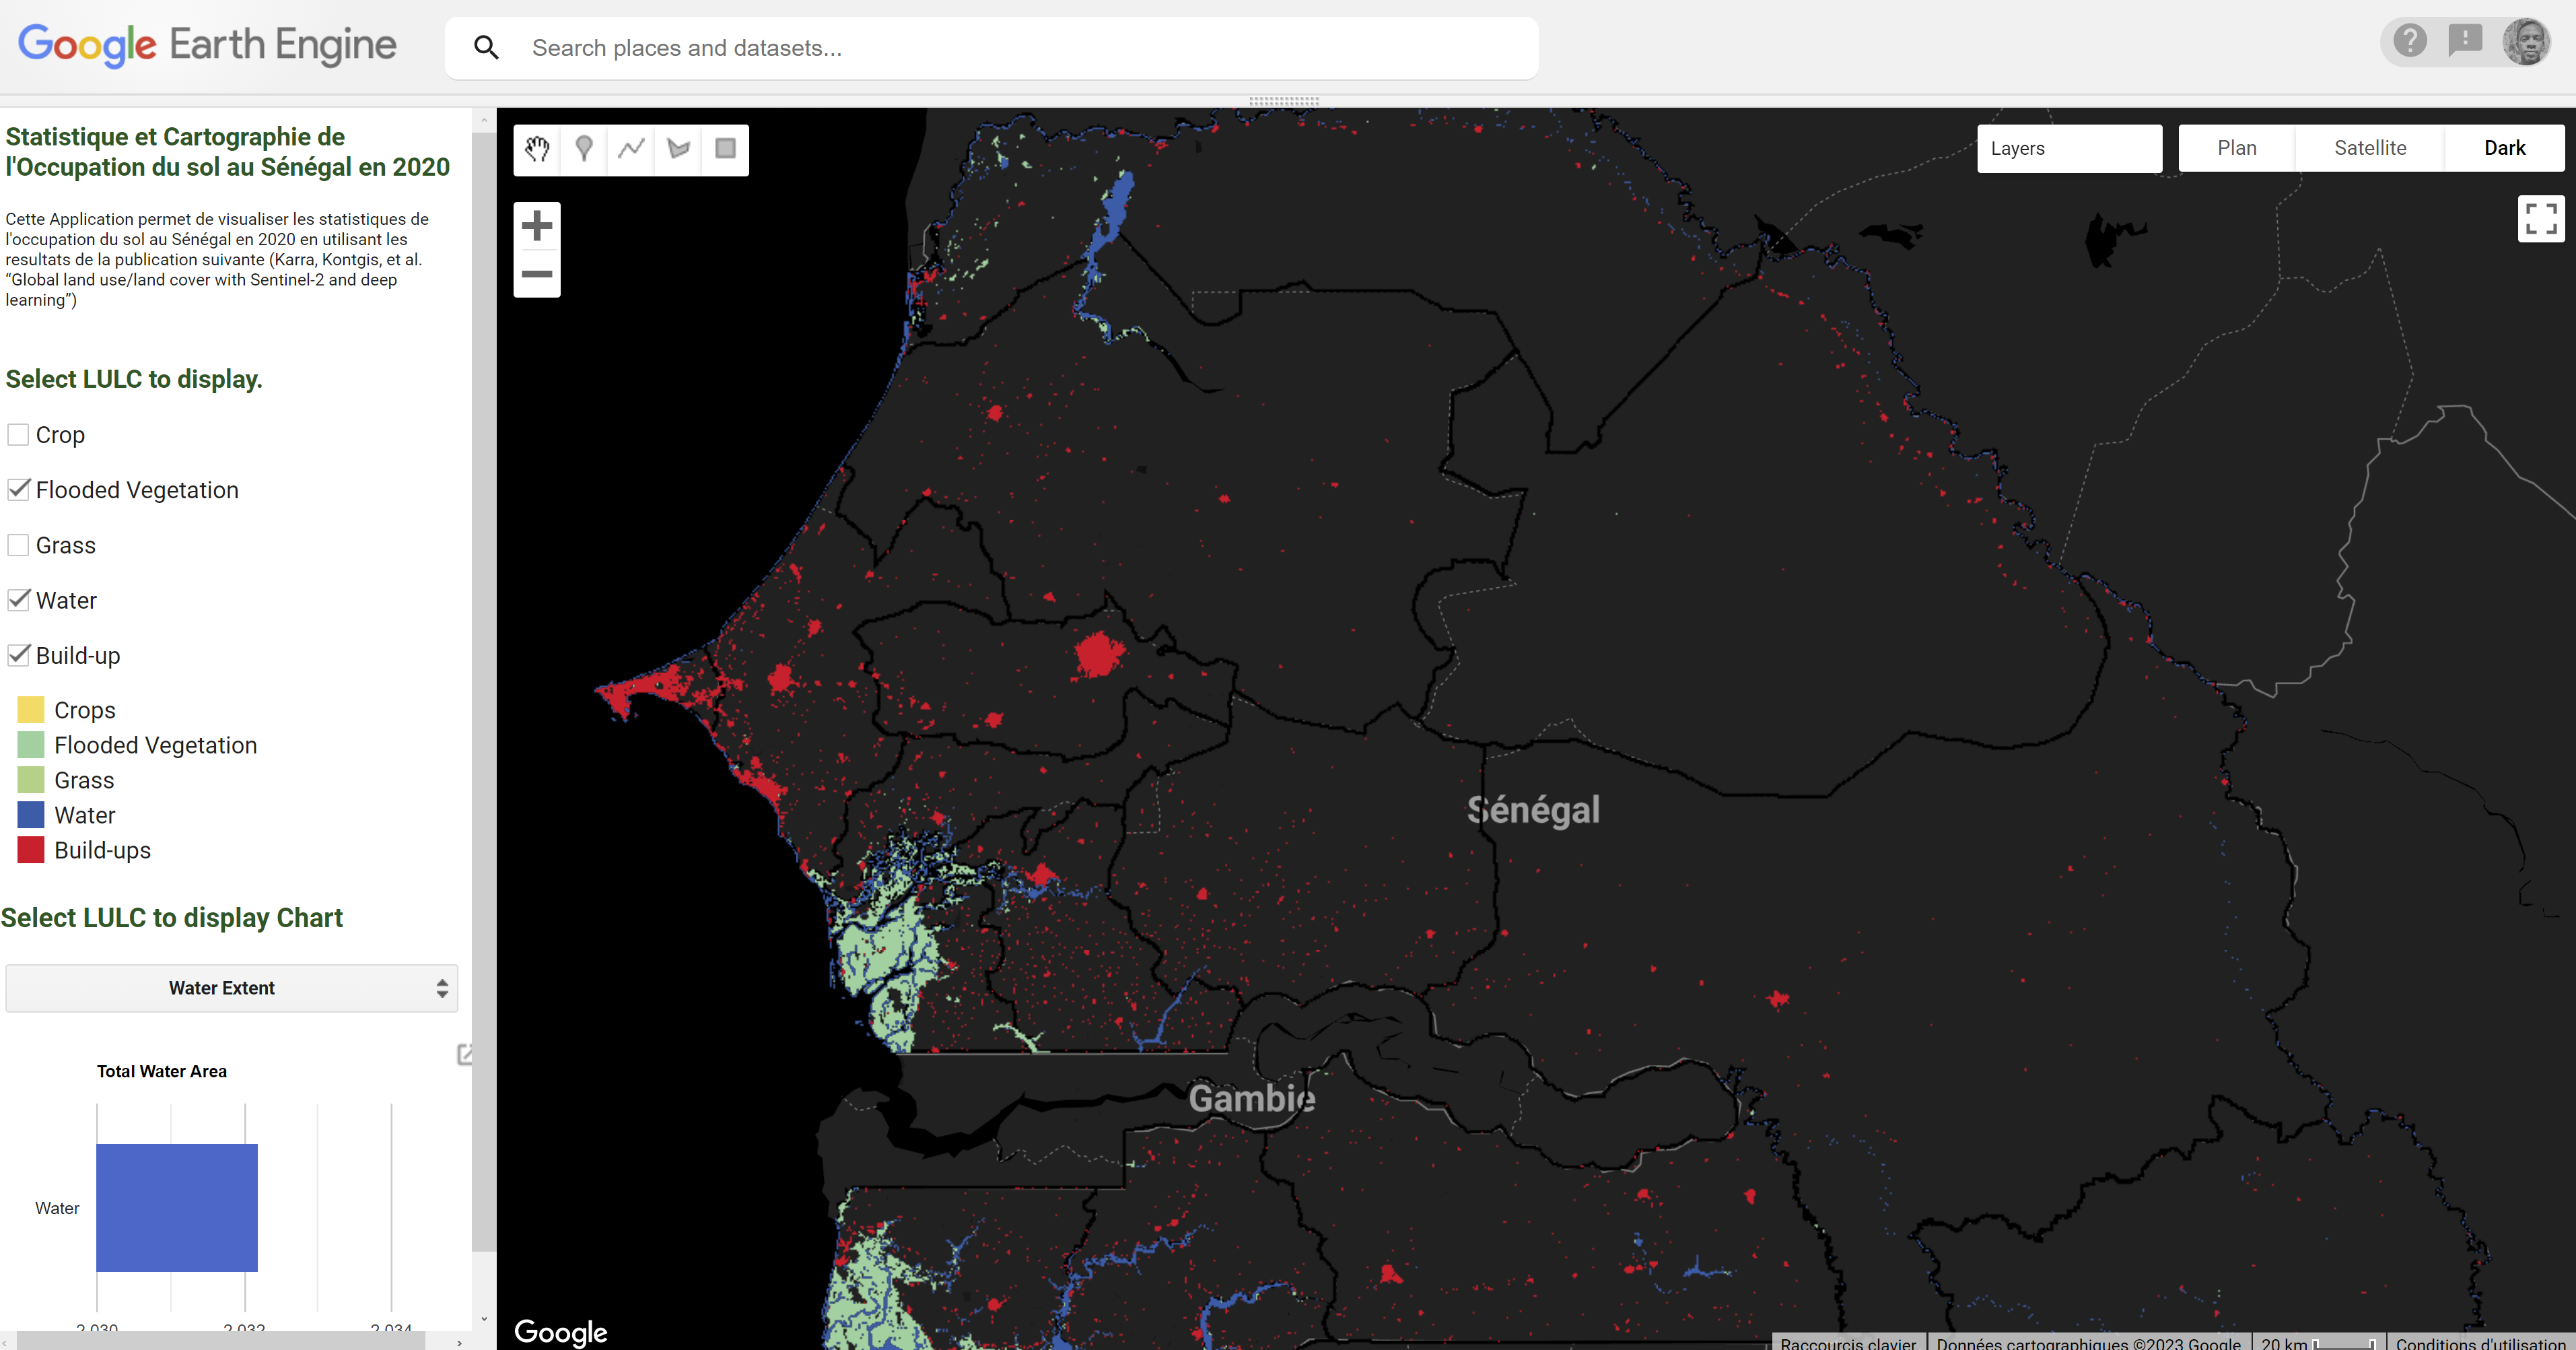 Google Earth Engine
Search places and datasets...
Statistique et Cartographie de
l'Occupation du sol au Sénégal en 2020
Cette Application permet de visualiser les statistiques de
l'occupation du sol au Sénégal en 2020 en utilisant les
resultats de la publication suivante (Karra, Kontgis, et al.
“Global land use/land cover with Sentinel-2 and deep
learning”)
Select LULC to display.
Crop
Flooded Vegetation
Grass
Water
Build-up
Crops
Flooded Vegetation
Grass
Water
Build-ups
Select LULC to display Chart
Water Extent
Total Water Area
Water
2 030 2 032 2 034
Layers
Plan Satellite Dark
Sénégal
Gambie
Google
Raccourcis clavier Données cartographiques ©2023 Google 20 km Conditions d'utilisation